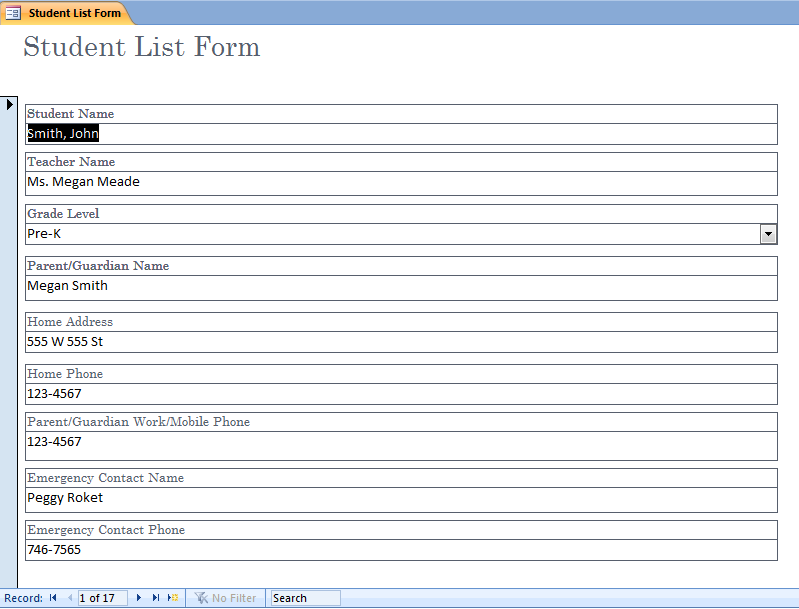 Student List Form
Student List Form
Student Name
Smith, John
Teacher Name
Ms. Megan Meade
Grade Level
Pre-K
Parent/Guardian Name
Megan Smith
Home Address
555 W 555 St
Home Phone
123-4567
Parent/Guardian Work/Mobile Phone
123-4567
Emergency Contact Name
Peggy Roket
Emergency Contact Phone
746-7565
Record: 1 of 17 No Filter Search